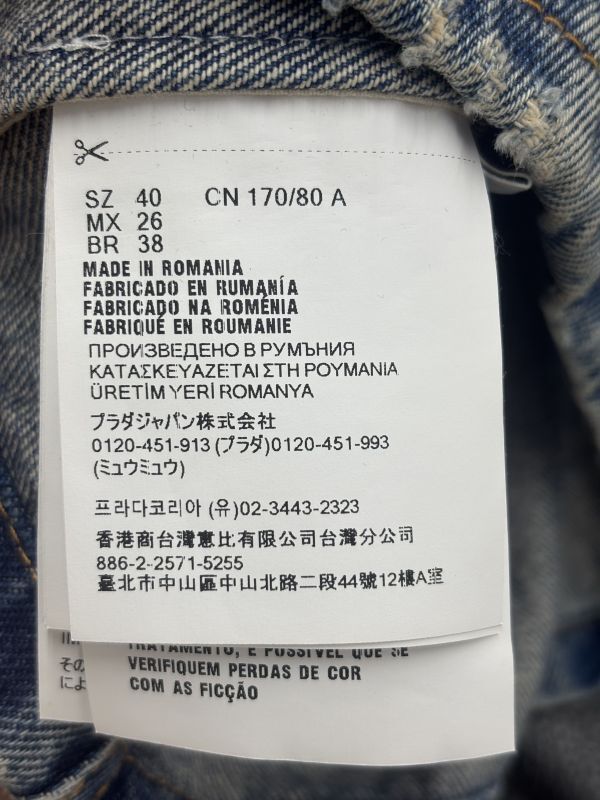 SZ 40 CN 170/80 A
MX 26
BR 38
MADE IN ROMANIA
FABRICADO EN RUMANÍA
FABRICADO NA ROMÉNIA
FABRIQUÉ EN ROUMANIE
ПРОИЗВЕДЕНО В РУМЪНИЯ
ΚΑΤΑΣΚΕΥΑΖΕΤΑΙ ΣΤΗ ΡΟΥΜΑΝΙΑ
ÜRETİM YERİ ROMANYA
プラダジャパン株式会社
0120-451-913 (プラダ)0120-451-993
(ミュウミュウ)
프라다코리아 (유)02-3443-2323
香港商台灣惠比有限公司台灣分公司
886-2-2571-5255
臺北市中山區中山北路二段44號12樓A室
TRATAMENTO, É POSSÍVEL QUE SE
その VERIFIQUEM PERDAS DE COR
によ COM AS FICÇÃO